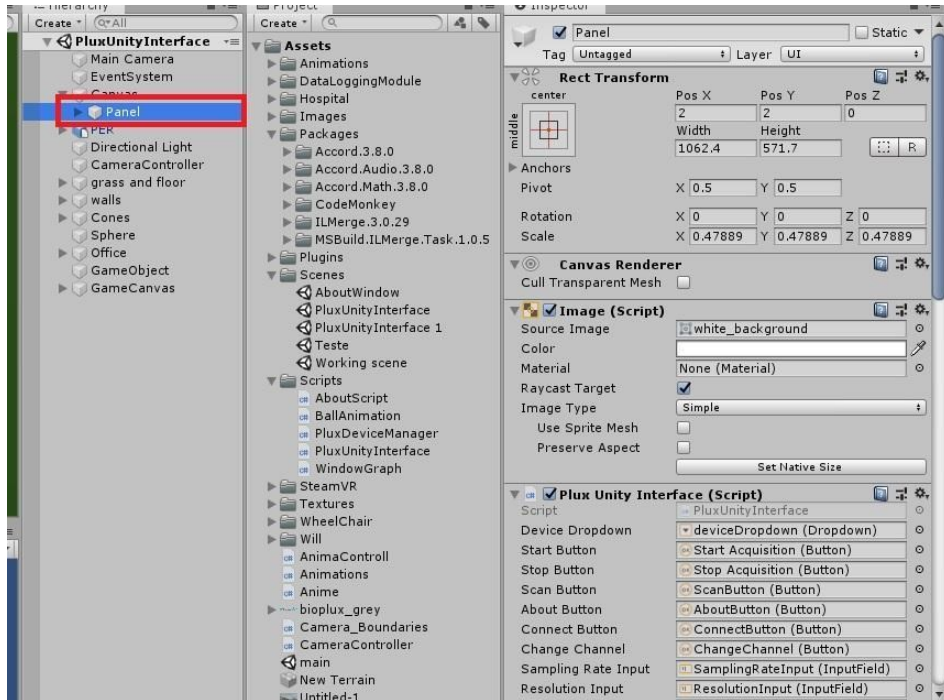 Hierarchy
Create
All
PluxUnityInterface
Main Camera
EventSystem
Canvas
Panel
PER
Directional Light
CameraController
grass and floor
walls
Cones
Sphere
Office
GameObject
GameCanvas
Project
Create
Assets
Animations
DataLoggingModule
Hospital
Images
Packages
Accord.3.8.0
Accord.Audio.3.8.0
Accord.Math.3.8.0
CodeMonkey
ILMerge.3.0.29
MSBuild.ILMerge.Task.1.0.5
Plugins
Scenes
AboutWindow
PluxUnityInterface
PluxUnityInterface 1
Teste
Working scene
Scripts
AboutScript
BallAnimation
PluxDeviceManager
PluxUnityInterface
WindowGraph
SteamVR
Textures
WheelChair
Will
AnimaControll
Animations
Anime
bioplux_grey
Camera_Boundaries
CameraController
main
New Terrain
Untitled-1
Inspector
Panel Static
Tag Untagged Layer UI
Rect Transform
center Pos X Pos Y Pos Z
middle 2 2 0
Width Height
1062.4 571.7 R
Anchors
Pivot X 0.5 Y 0.5
Rotation X 0 Y 0 Z 0
Scale X 0.47889 Y 0.47889 Z 0.47889
Canvas Renderer
Cull Transparent Mesh
Image (Script)
Source Image white_background
Color
Material None (Material)
Raycast Target
Image Type Simple
Use Sprite Mesh
Preserve Aspect
Set Native Size
Plux Unity Interface (Script)
Script PluxUnityInterface
Device Dropdown deviceDropdown (Dropdown)
Start Button Start Acquisition (Button)
Stop Button Stop Acquisition (Button)
Scan Button ScanButton (Button)
About Button AboutButton (Button)
Connect Button ConnectButton (Button)
Change Channel ChangeChannel (Button)
Sampling Rate Input SamplingRateInput (InputField)
Resolution Input ResolutionInput (InputField)